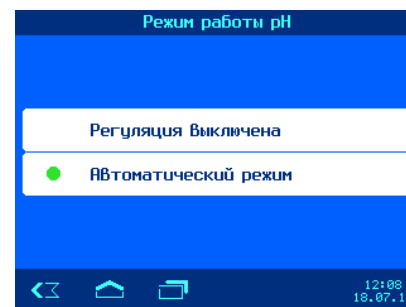 Режим работы pH
Регуляция Выключена
Автоматический режим
12:08
18.07.1